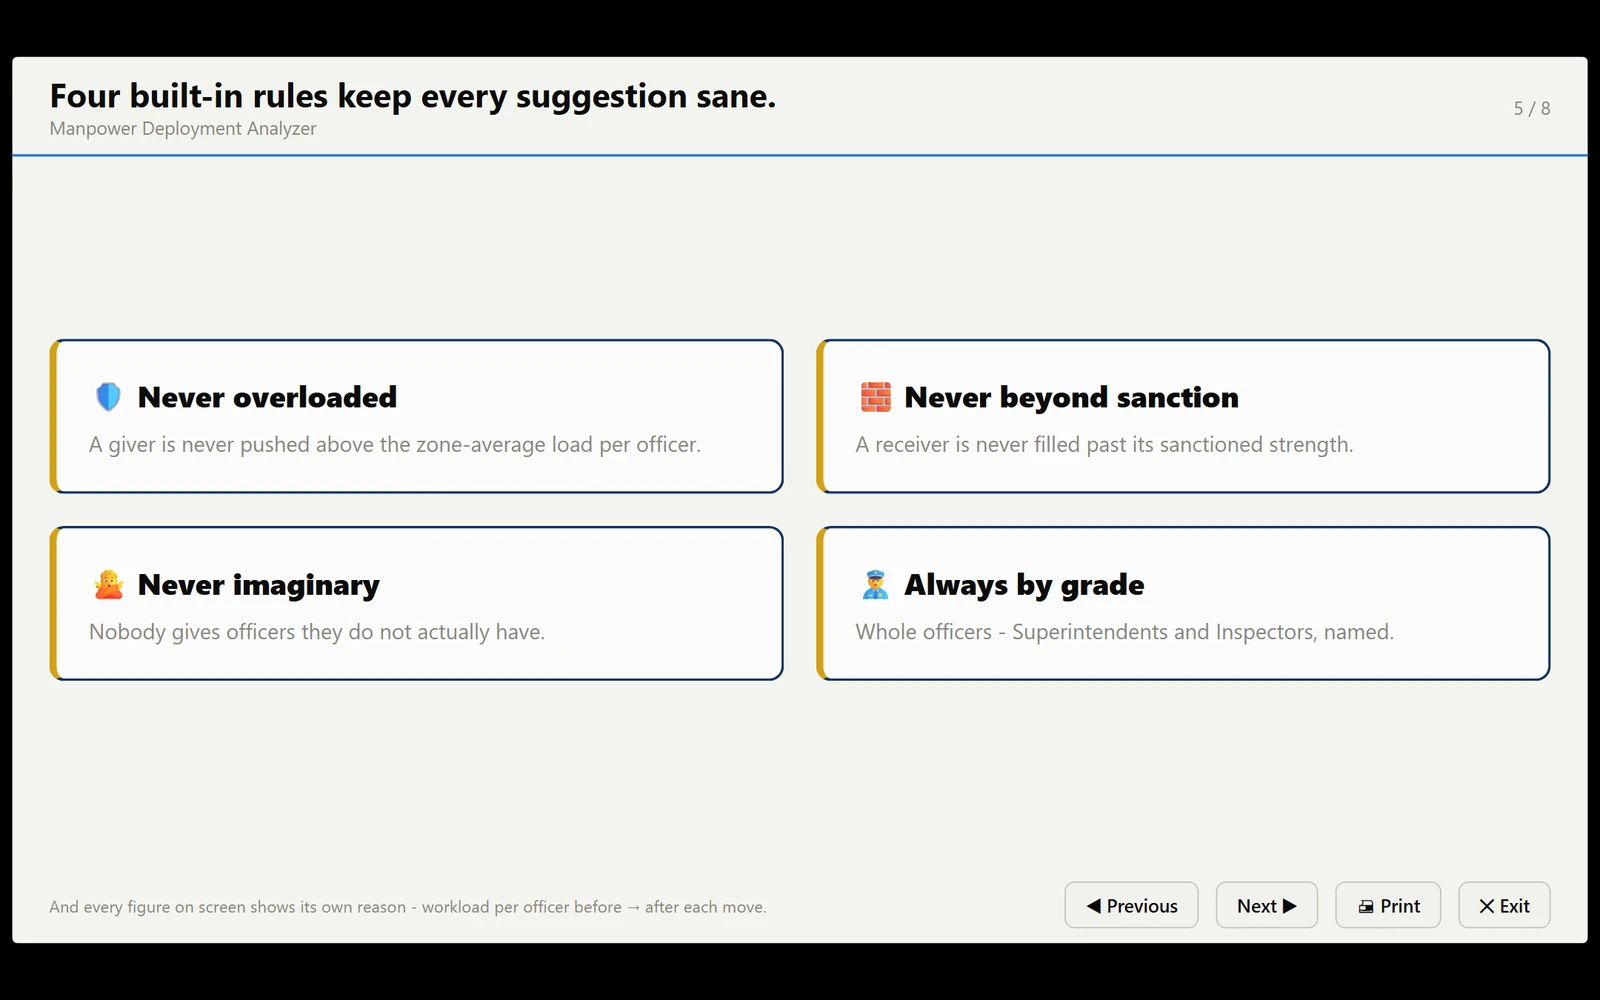 Four built-in rules keep every suggestion sane.
Manpower Deployment Analyzer
5 / 8
Never overloaded
A giver is never pushed above the zone-average load per officer.
Never beyond sanction
A receiver is never filled past its sanctioned strength.
Never imaginary
Nobody gives officers they do not actually have.
Always by grade
Whole officers - Superintendents and Inspectors, named.
And every figure on screen shows its own reason - workload per officer before → after each move.
◀ Previous
Next ▶
Print
✕ Exit